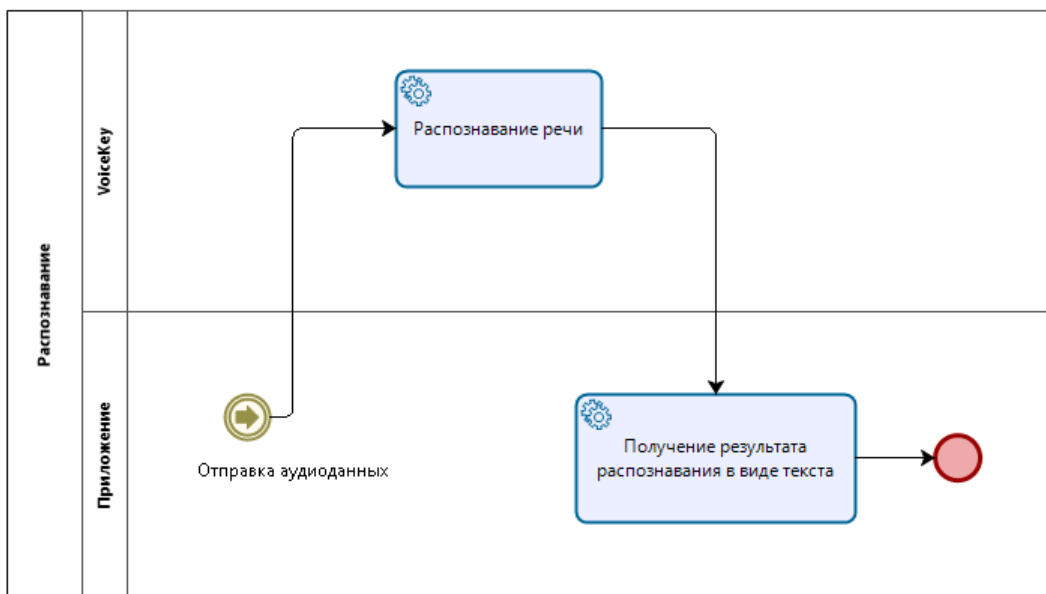 Распознавание
VoiceKey
Распознавание речи
Приложение
Отправка аудиоданных
Получение результата
распознавания в виде текста